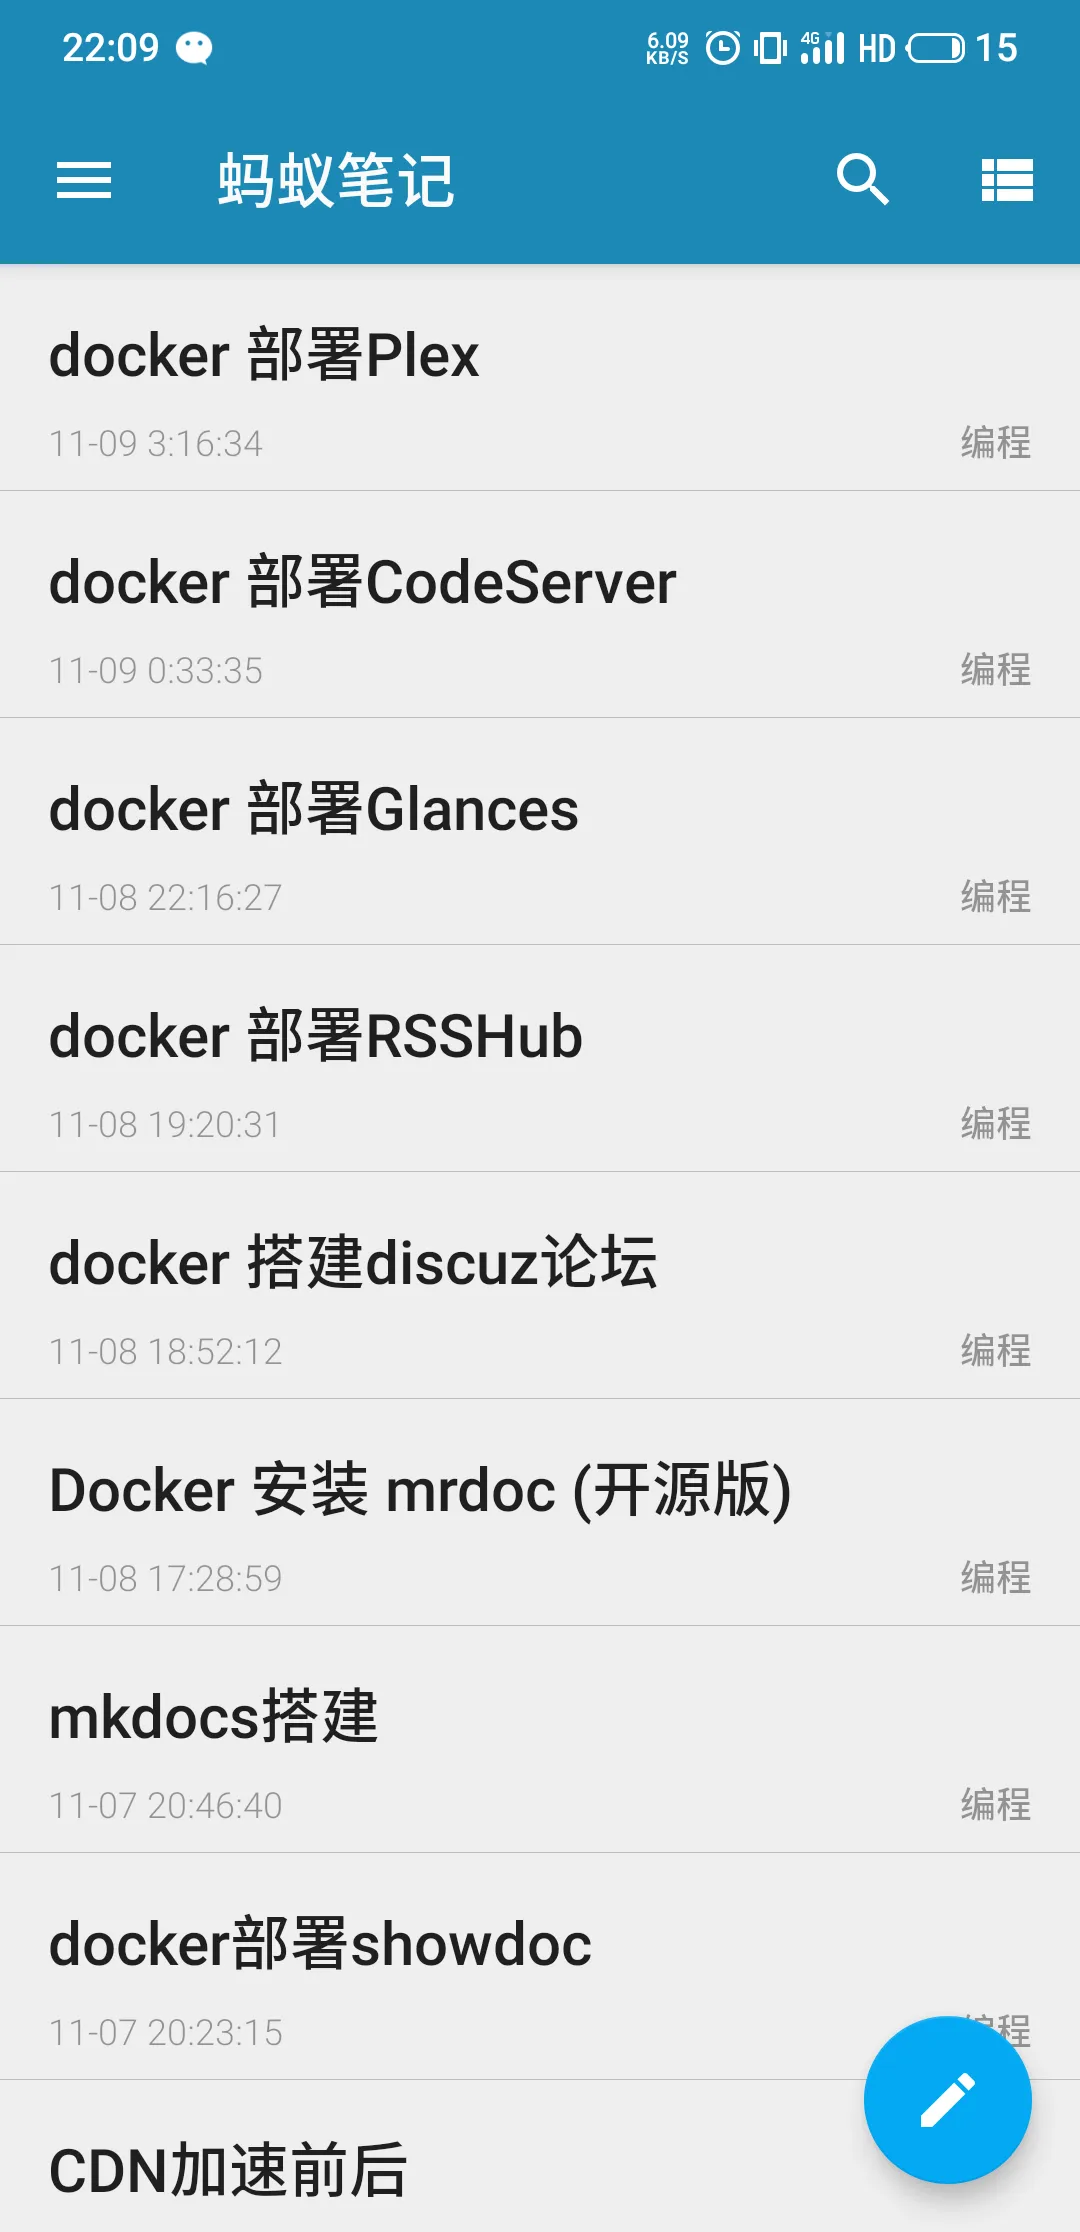 22:09 6.09 KB/S 4G HD 15
蚂蚁笔记
docker 部署Plex
11-09 3:16:34 编程
docker 部署CodeServer
11-09 0:33:35 编程
docker 部署Glances
11-08 22:16:27 编程
docker 部署RSSHub
11-08 19:20:31 编程
docker 搭建discuz论坛
11-08 18:52:12 编程
Docker 安装 mrdoc (开源版)
11-08 17:28:59 编程
mkdocs搭建
11-07 20:46:40 编程
docker部署showdoc
11-07 20:23:15 编程
CDN加速前后